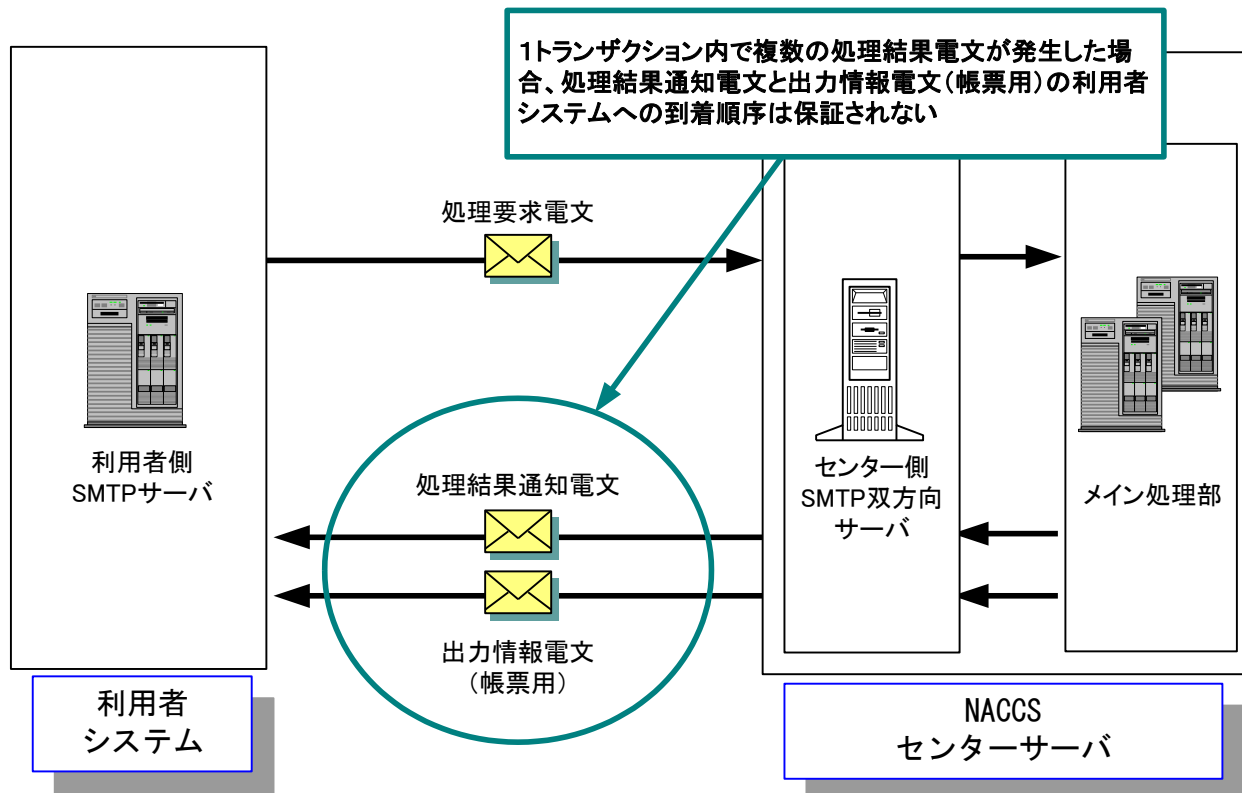 1トランザクション内で複数の処理結果電文が発生した場
合、処理結果通知電文と出力情報電文(帳票用)の利用者
システムへの到着順序は保証されない
処理要求電文
利用者側
SMTPサーバ
処理結果通知電文
出力情報電文
(帳票用)
センター側
SMTP双方向
サーバ
メイン処理部
利用者
システム
NACCS
センターサーバ